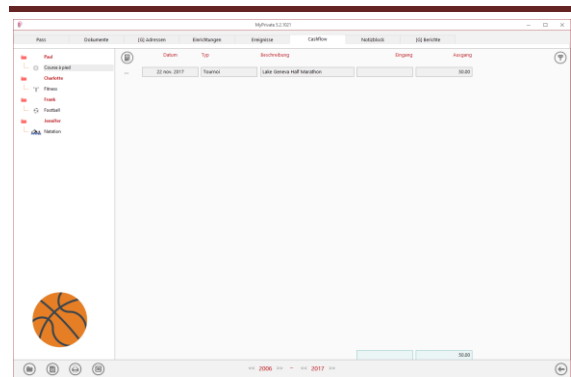 MyPrivate 5.2.1021
Pass Dokumente [G] Adressen Einrichtungen Ereignisse Cashflow Notizblock [G] Berichte
Paul
Course à pied
Charlotte
Fitness
Frank
Football
Jennifer
Natation
Datum Typ Beschreibung Eingang Ausgang
... 22 nov. 2017 Tournoi Lake Geneva Half Marathon 50.00
50.00
2006 ~ 2017